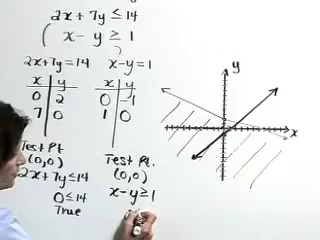 2x + 7y ≤ 14
( x - y ≥ 1 )
2x+7y=14
x | y
0 | 2
7 | 0
Test Pt.
(0,0)
2x+7y≤14
0≤14
True
x-y=1
x | y
0 | -1
1 | 0
Test Pt.
(0,0)
x-y≥1
y
x